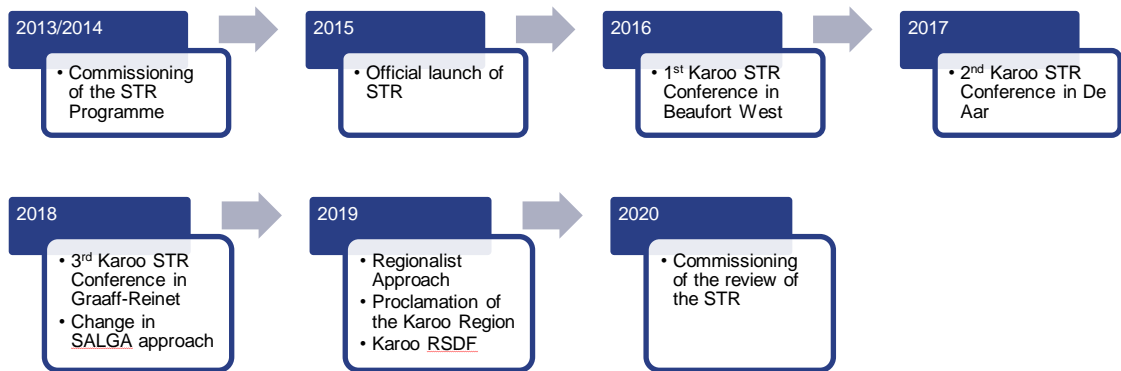 2013/2014
• Commissioning
of the STR
Programme
2015
• Official launch of
STR
2016
• 1st Karoo STR
Conference in
Beaufort West
2017
• 2nd Karoo STR
Conference in De
Aar
2018
• 3rd Karoo STR
Conference in
Graaff-Reinet
• Change in
SALGA approach
2019
• Regionalist
Approach
• Proclamation of
the Karoo Region
• Karoo RSDF
2020
• Commissioning
of the review of
the STR